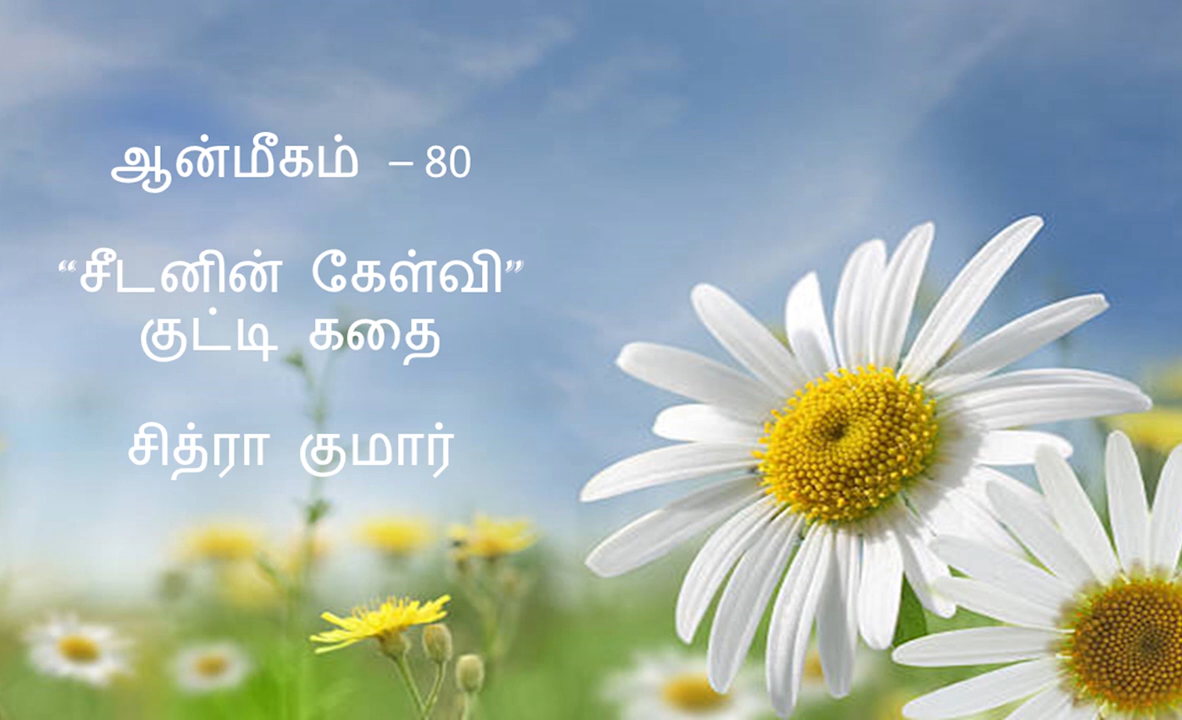 ஆன்மீகம் – 80
“சீடனின் கேள்வி”
குட்டி கதை
சித்ரா குமார்